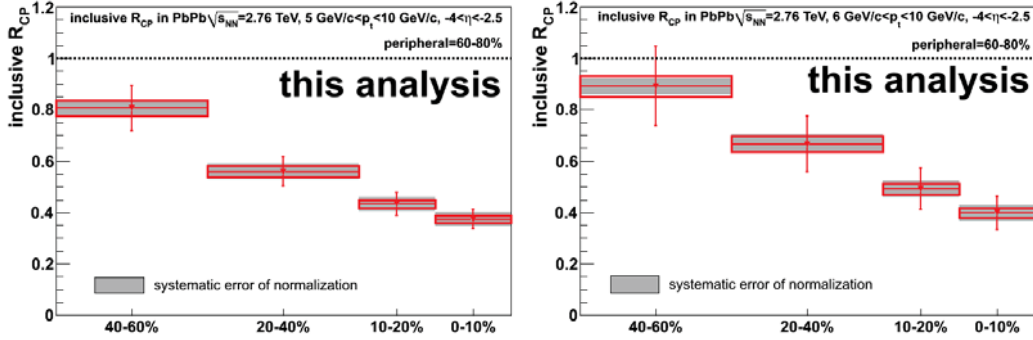 inclusive R_CP in PbPb√s_NN=2.76 TeV, 5 GeV/c<p_t<10 GeV/c, -4<η<-2.5
peripheral=60-80%
this analysis
inclusive R_CP
1.2
1
0.8
0.6
0.4
0.2
0
systematic error of normalization
40-60%
20-40%
10-20%
0-10%
inclusive R_CP in PbPb√s_NN=2.76 TeV, 6 GeV/c<p_t<10 GeV/c, -4<η<-2.5
peripheral=60-80%
this analysis
inclusive R_CP
1.2
1
0.8
0.6
0.4
0.2
0
systematic error of normalization
40-60%
20-40%
10-20%
0-10%